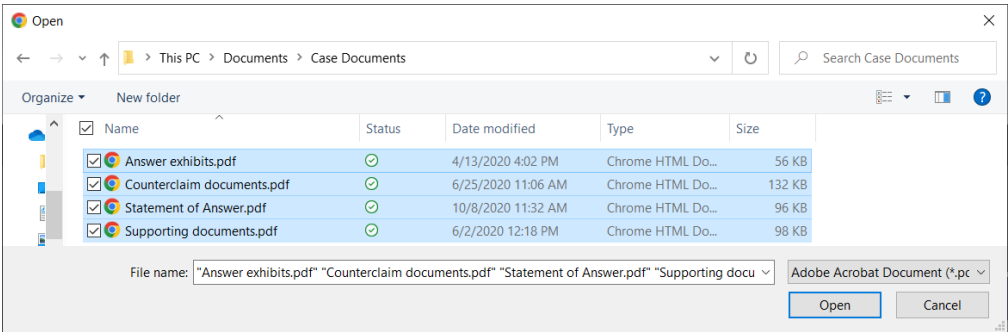 Open
This PC > Documents > Case Documents
Search Case Documents
Organize New folder
Name Status Date modified Type Size
Answer exhibits.pdf 4/13/2020 4:02 PM Chrome HTML Do... 56 KB
Counterclaim documents.pdf 6/25/2020 11:06 AM Chrome HTML Do... 132 KB
Statement of Answer.pdf 10/8/2020 11:32 AM Chrome HTML Do... 96 KB
Supporting documents.pdf 6/2/2020 12:18 PM Chrome HTML Do... 98 KB
File name: "Answer exhibits.pdf" "Counterclaim documents.pdf" "Statement of Answer.pdf" "Supporting docu Adobe Acrobat Document (*.pc
Open Cancel